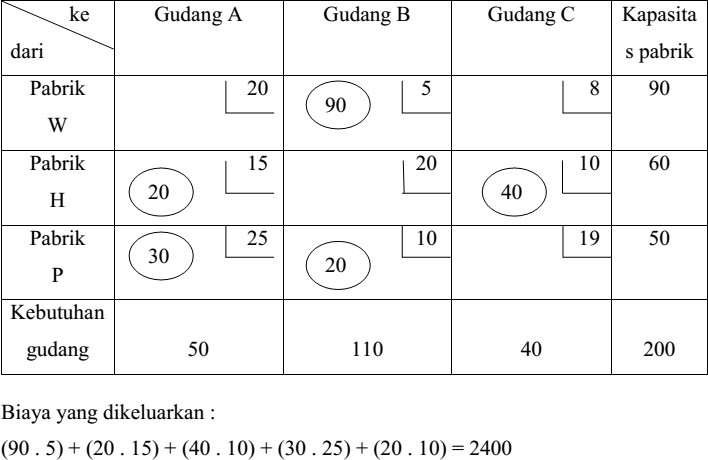 ke Gudang A Gudang B Gudang C Kapasita
dari s pabrik
Pabrik 20 90 5 8 90
W
Pabrik 15 20 10 60
H 20 40
Pabrik 25 10 19 50
P 30 20
Kebutuhan
gudang 50 110 40 200
Biaya yang dikeluarkan :
(90 . 5) + (20 . 15) + (40 . 10) + (30 . 25) + (20 . 10) = 2400